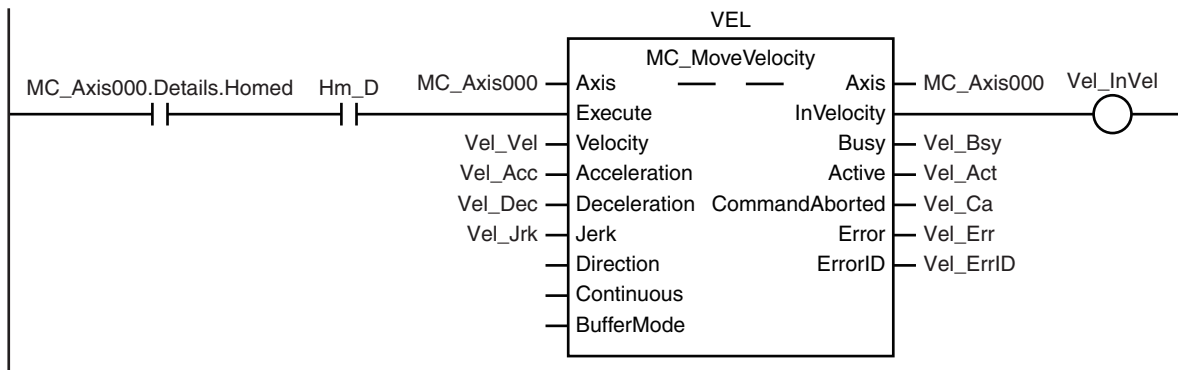 VEL
MC_MoveVelocity
MC_Axis000.Details.Homed Hm_D MC_Axis000 Axis Axis MC_Axis000 Vel_InVel
Execute InVelocity
Vel_Vel Velocity Busy Vel_Bsy
Vel_Acc Acceleration Active Vel_Act
Vel_Dec Deceleration CommandAborted Vel_Ca
Vel_Jrk Jerk Error Vel_Err
Direction ErrorID Vel_ErrID
Continuous
BufferMode